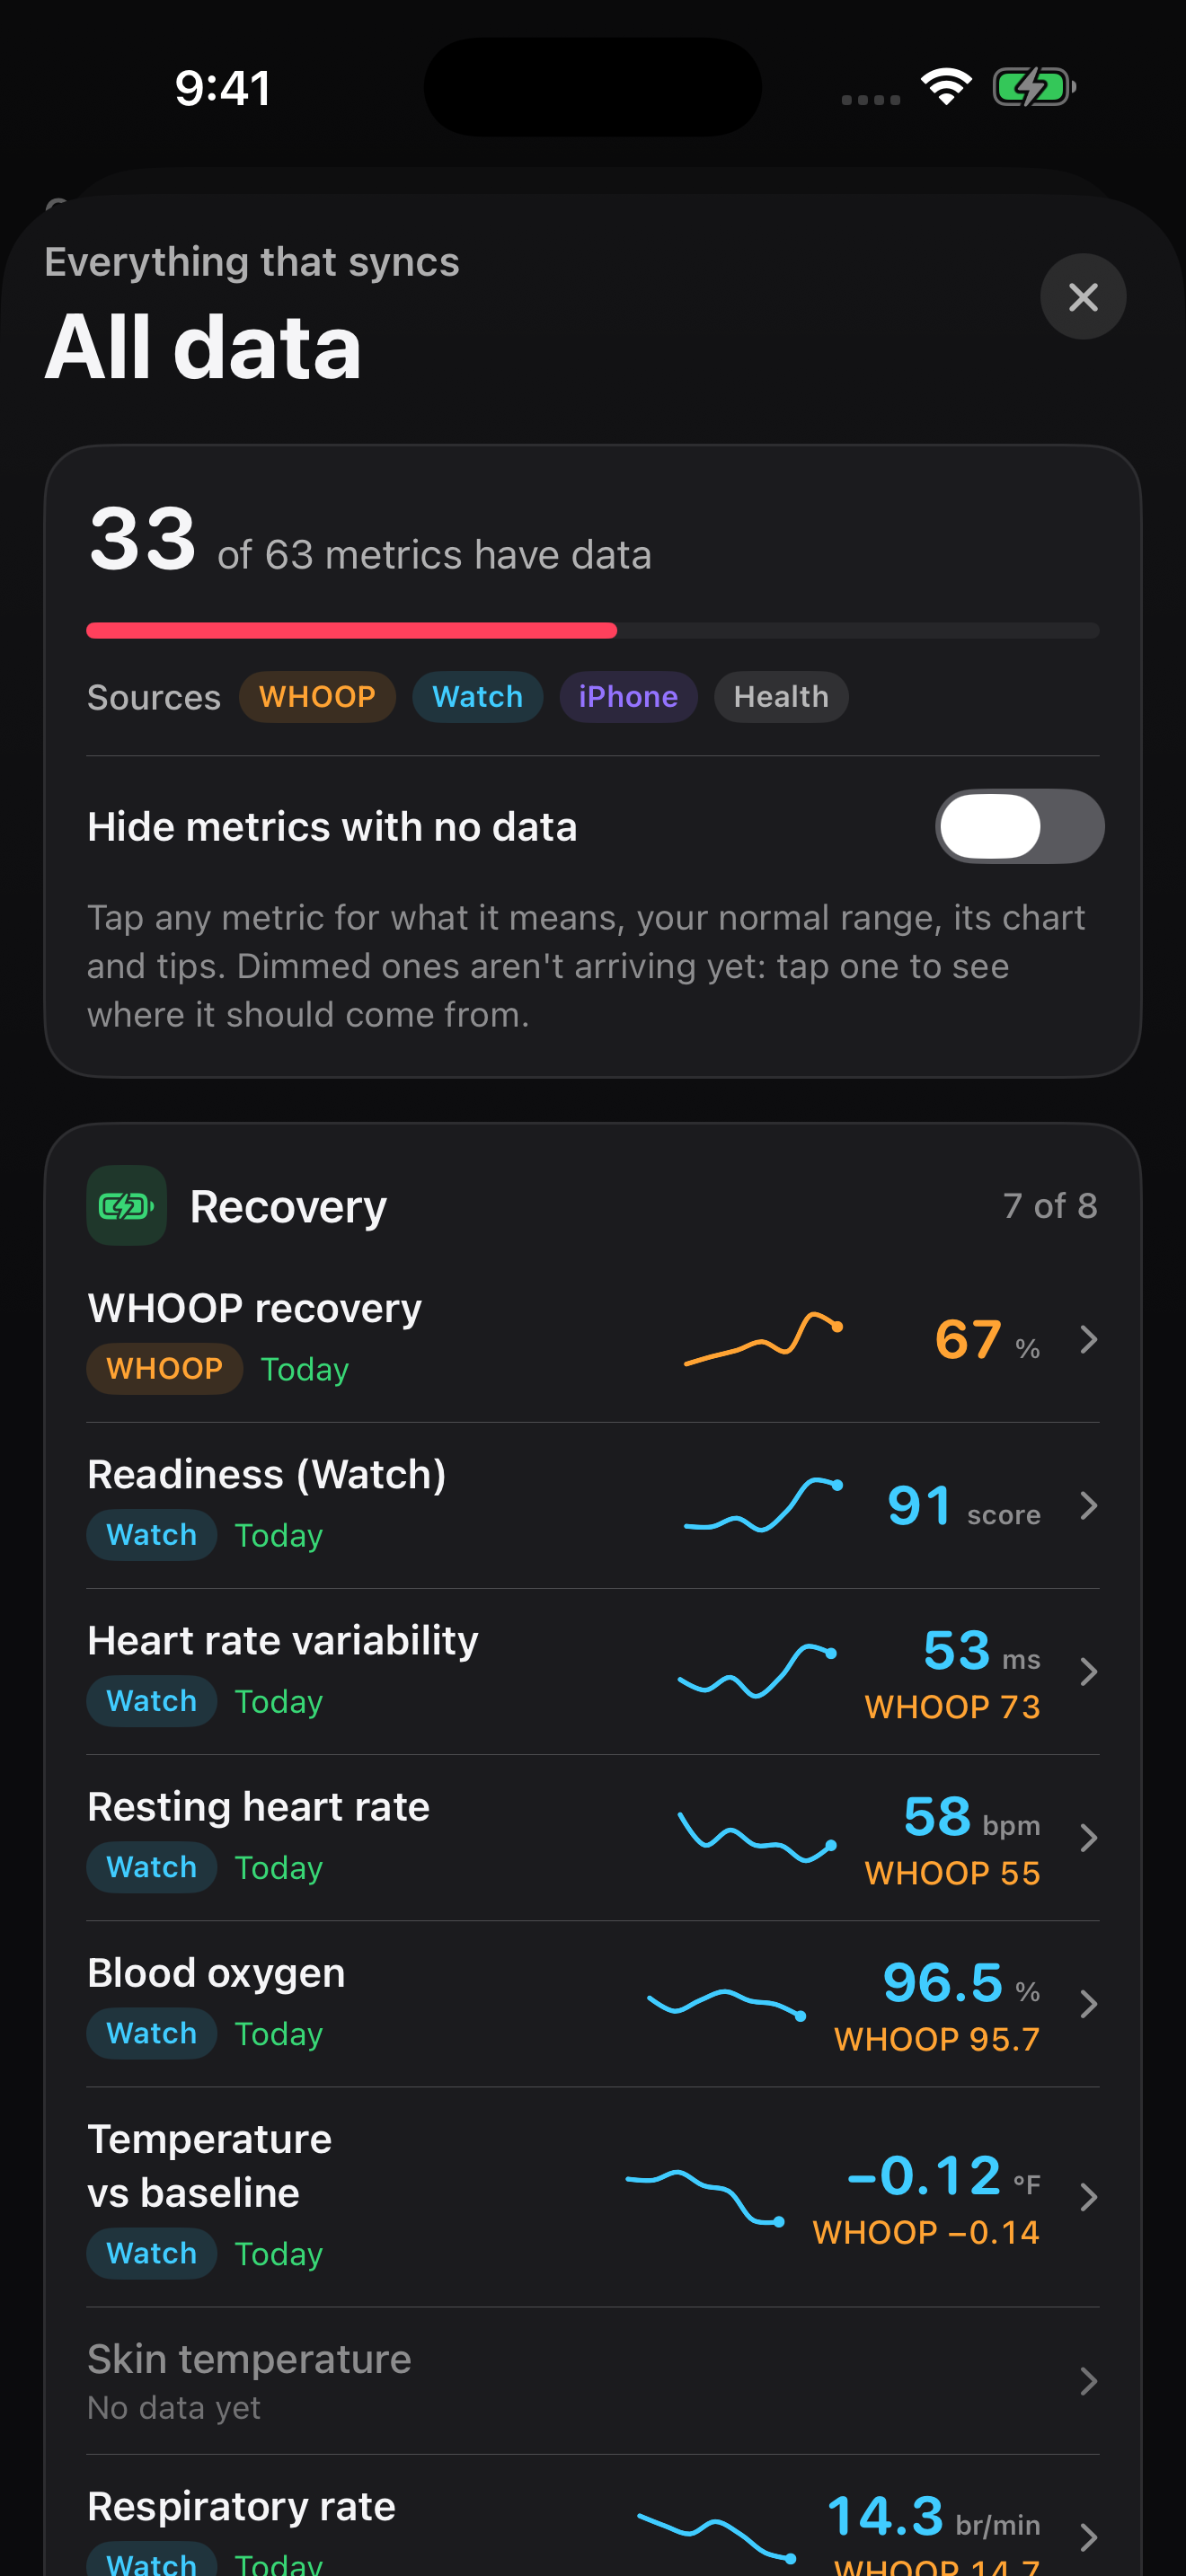 9:41
Everything that syncs
All data
33 of 63 metrics have data
Sources WHOOP Watch iPhone Health
Hide metrics with no data
Tap any metric for what it means, your normal range, its chart
and tips. Dimmed ones aren't arriving yet: tap one to see
where it should come from.
Recovery 7 of 8
WHOOP recovery
WHOOP Today
67 %
Readiness (Watch)
Watch Today
91 score
Heart rate variability
Watch Today
53 ms
WHOOP 73
Resting heart rate
Watch Today
58 bpm
WHOOP 55
Blood oxygen
Watch Today
96.5 %
WHOOP 95.7
Temperature
vs baseline
Watch Today
−0.12 °F
WHOOP −0.14
Skin temperature
No data yet
Respiratory rate
Watch Today
14.3 br/min
WHOOP 14.7